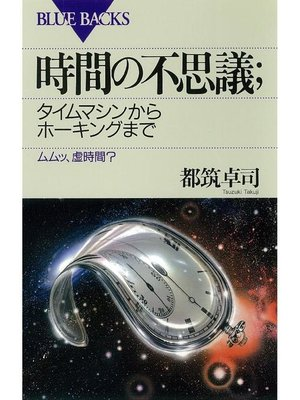 BLUE BACKS
時間の不思議;
タイムマシンから
ホーキングまで
ムムッ、虚時間?
都筑卓司
Tsuzuki Takuji